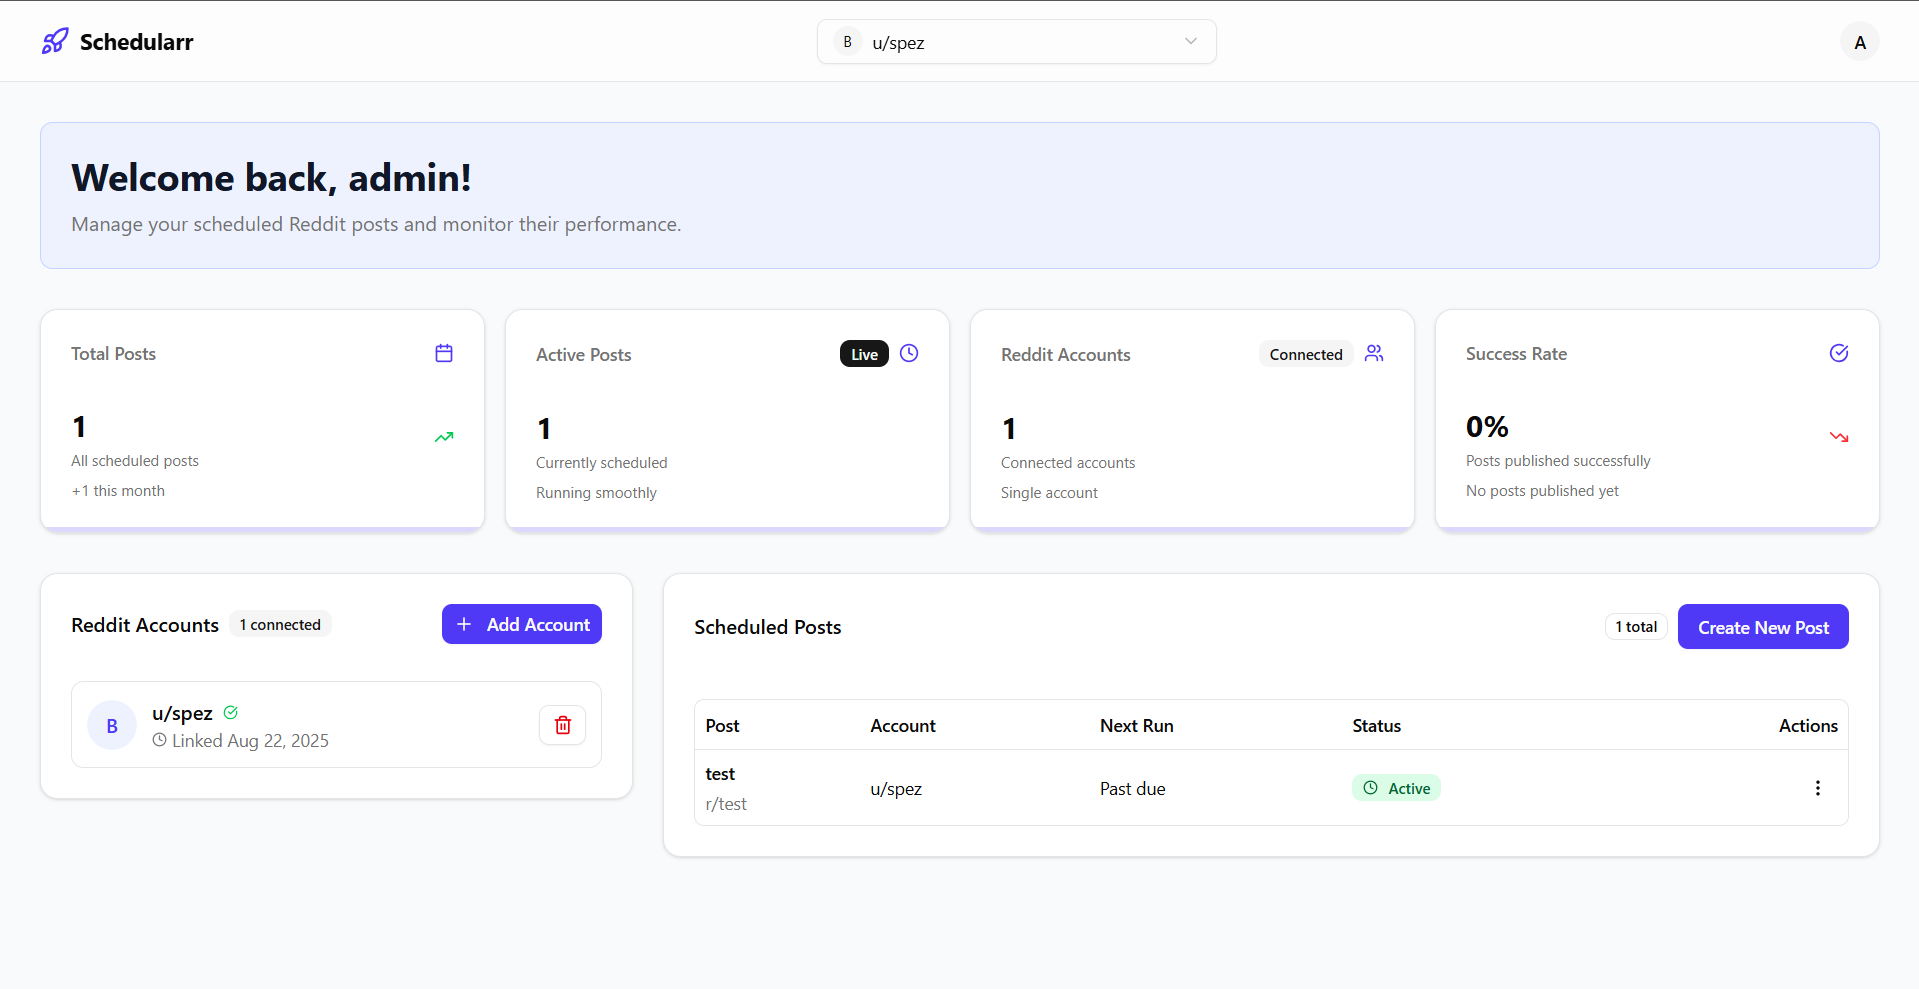 Schedularr
B u/spez
A
Welcome back, admin!
Manage your scheduled Reddit posts and monitor their performance.
Total Posts
1
All scheduled posts
+1 this month
Active Posts
Live
1
Currently scheduled
Running smoothly
Reddit Accounts
Connected
1
Connected accounts
Single account
Success Rate
0%
Posts published successfully
No posts published yet
Reddit Accounts 1 connected
Add Account
B
u/spez
Linked Aug 22, 2025
Scheduled Posts
1 total
Create New Post
Post Account Next Run Status Actions
test
r/test
u/spez
Past due
Active